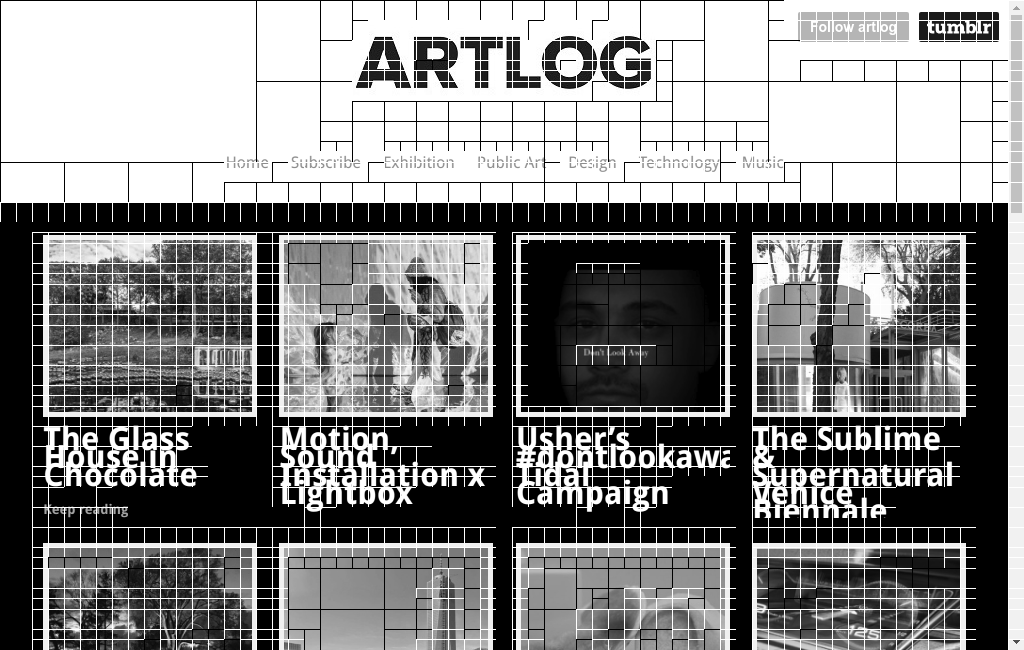 Follow artlog
tumblr
ARTLOG
Home Subscribe Exhibition Public Art Design Technology Music
Don't Look Away
The Glass
House in
Chocolate
Keep reading
Motion,
Sound
Installation x
Lightbox
Usher's
#dontlookawa
Tidal
Campaign
The Sublime
&
Supernatural
Venice
Biennale
125